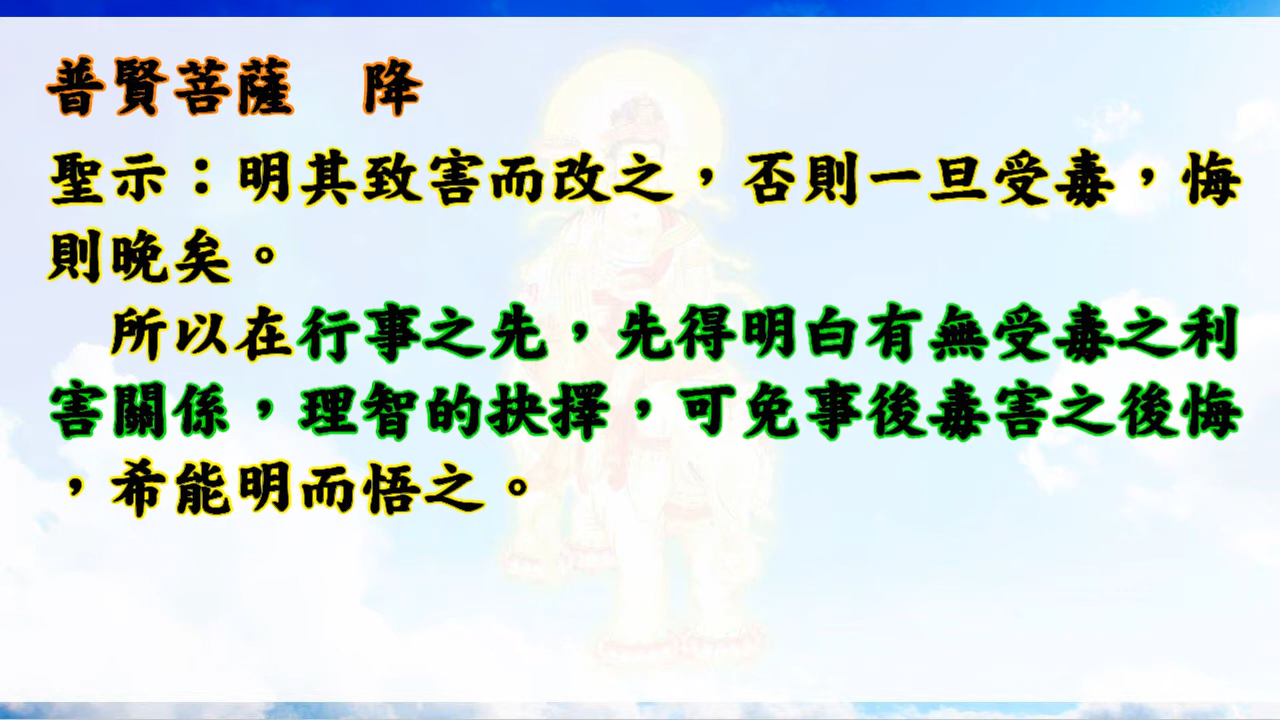 普賢菩薩　降
聖示：明其致害而改之，否則一旦受毒，悔
則晚矣。
　所以在行事之先，先得明白有無受毒之利
害關係，理智的抉擇，可免事後毒害之後悔
，希能明而悟之。